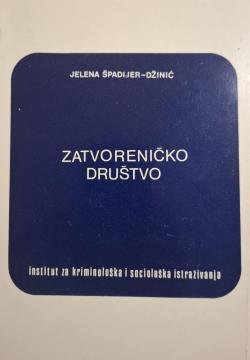 JELENA ŠPADIJER-DŽINIĆ
ZATVORENIČKO
DRUŠTVO
institut za kriminološka i sociološka istraživanja